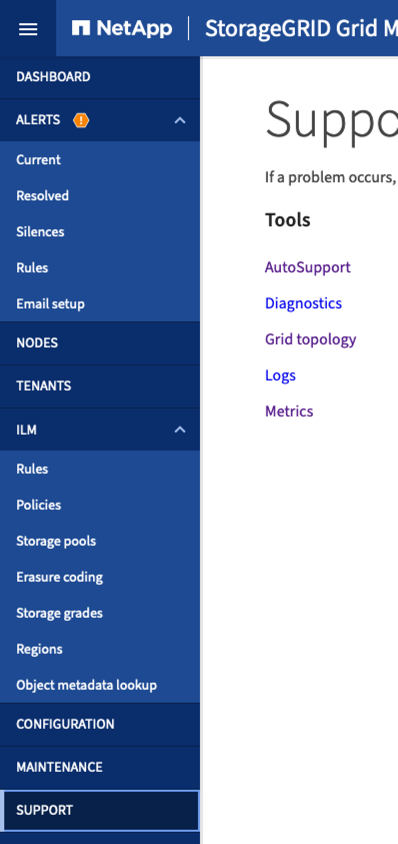 NetApp | StorageGRID Grid M
DASHBOARD
ALERTS
Current
Resolved
Silences
Rules
Email setup
NODES
TENANTS
ILM
Rules
Policies
Storage pools
Erasure coding
Storage grades
Regions
Object metadata lookup
CONFIGURATION
MAINTENANCE
SUPPORT
Suppo
If a problem occurs,
Tools
AutoSupport
Diagnostics
Grid topology
Logs
Metrics